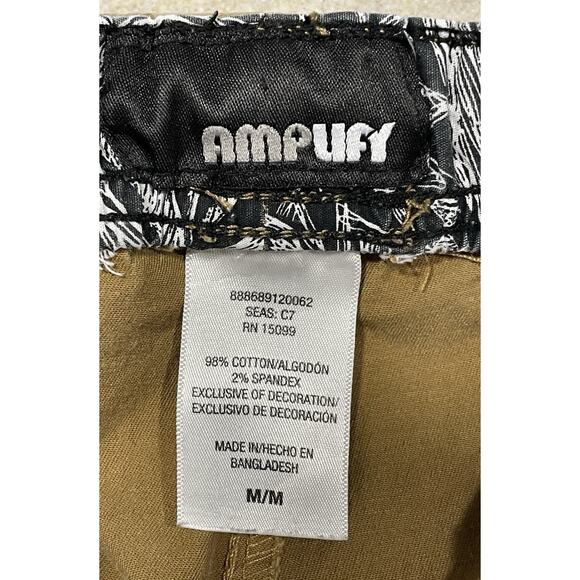 AMPLIFY
888689120062
SEAS: C7
RN 15099
98% COTTON/ALGODÓN
2% SPANDEX
EXCLUSIVE OF DECORATION/
EXCLUSIVO DE DECORACIÓN
MADE IN/HECHO EN
BANGLADESH
M/M